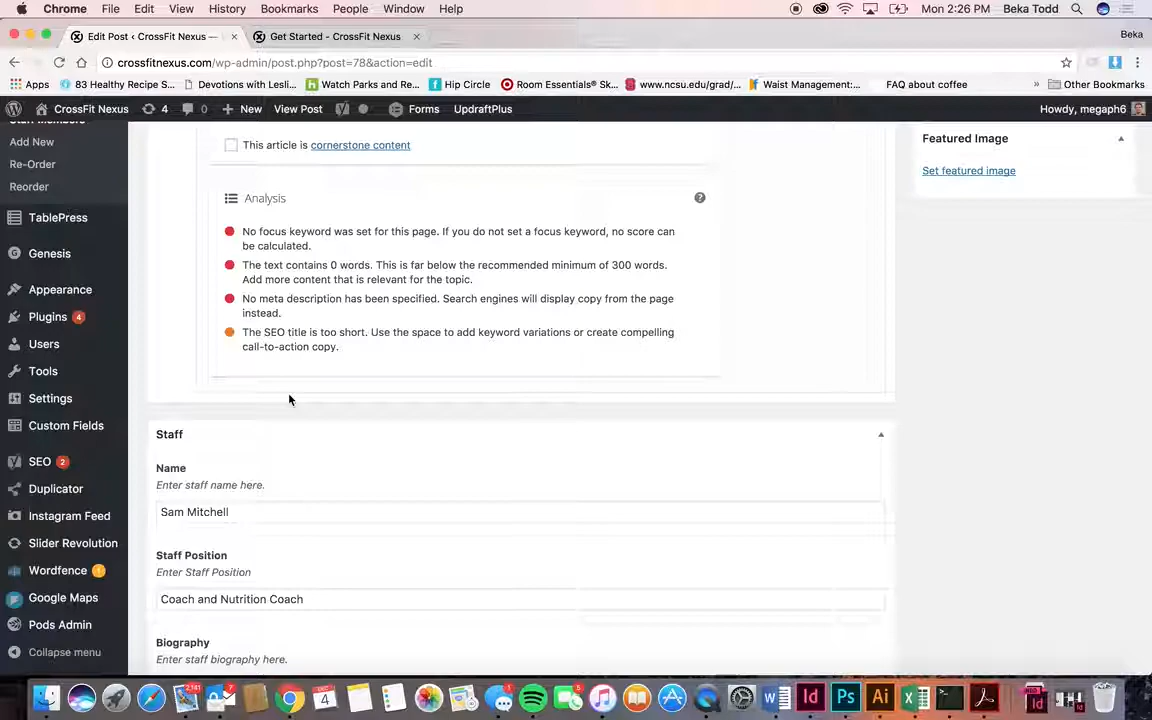 Chrome File Edit View History Bookmarks People Window Help Mon 2:26 PM Beka Todd
Edit Post ‹ CrossFit Nexus — × Get Started - CrossFit Nexus × Beka
crossfitnexus.com/wp-admin/post.php?post=78&action=edit
Apps 83 Healthy Recipe S... Devotions with Lesli... Watch Parks and Re... Hip Circle Room Essentials® Sk... www.ncsu.edu/grad/... Waist Management:... FAQ about coffee » Other Bookmarks
CrossFit Nexus 4 0 New View Post Forms UpdraftPlus Howdy, megaph6
Add New
Re-Order
Reorder
TablePress
Genesis
Appearance
Plugins 4
Users
Tools
Settings
Custom Fields
SEO 2
Duplicator
Instagram Feed
Slider Revolution
Wordfence
Google Maps
Pods Admin
Collapse menu
This article is cornerstone content
Analysis
No focus keyword was set for this page. If you do not set a focus keyword, no score can
be calculated.
The text contains 0 words. This is far below the recommended minimum of 300 words.
Add more content that is relevant for the topic.
No meta description has been specified. Search engines will display copy from the page
instead.
The SEO title is too short. Use the space to add keyword variations or create compelling
call-to-action copy.
Staff
Name
Enter staff name here.
Sam Mitchell
Staff Position
Enter Staff Position
Coach and Nutrition Coach
Biography
Enter staff biography here.
Featured Image
Set featured image